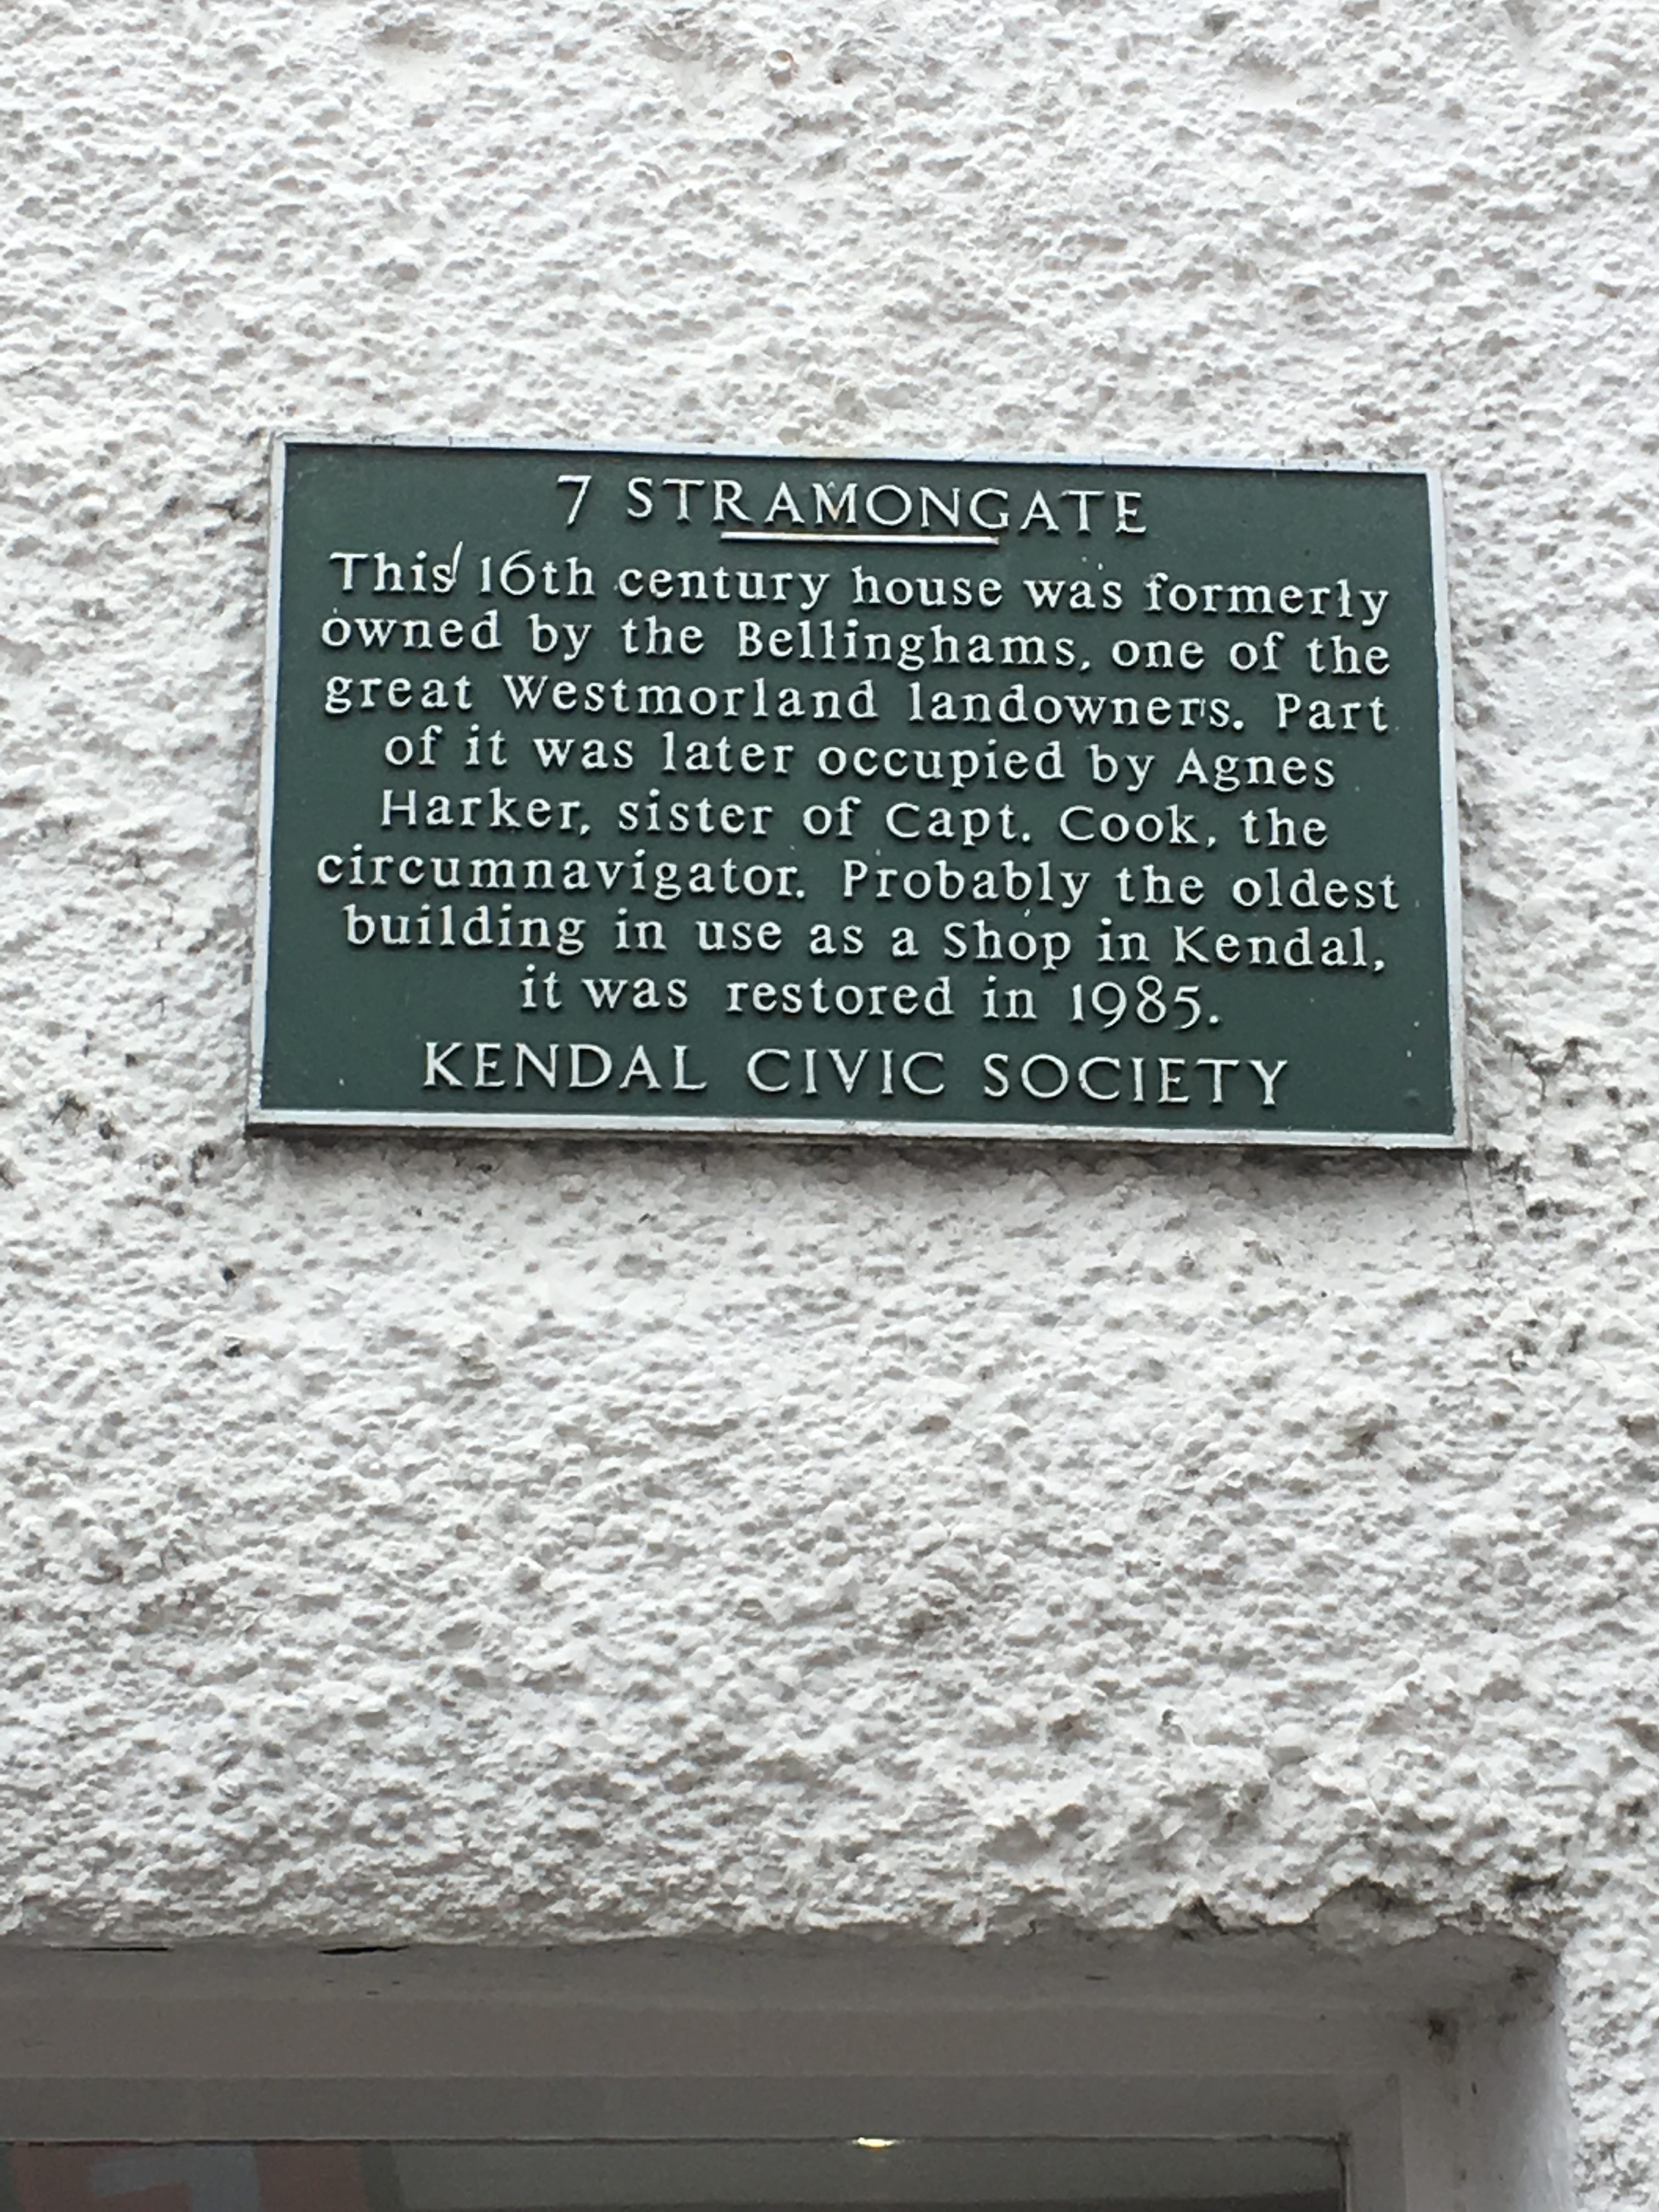 7 STRAMONGATE
This 16th century house was formerly
owned by the Bellinghams, one of the
great Westmorland landowners. Part
of it was later occupied by Agnes
Harker, sister of Capt. Cook, the
circumnavigator. Probably the oldest
building in use as a Shop in Kendal,
it was restored in 1985.
KENDAL CIVIC SOCIETY